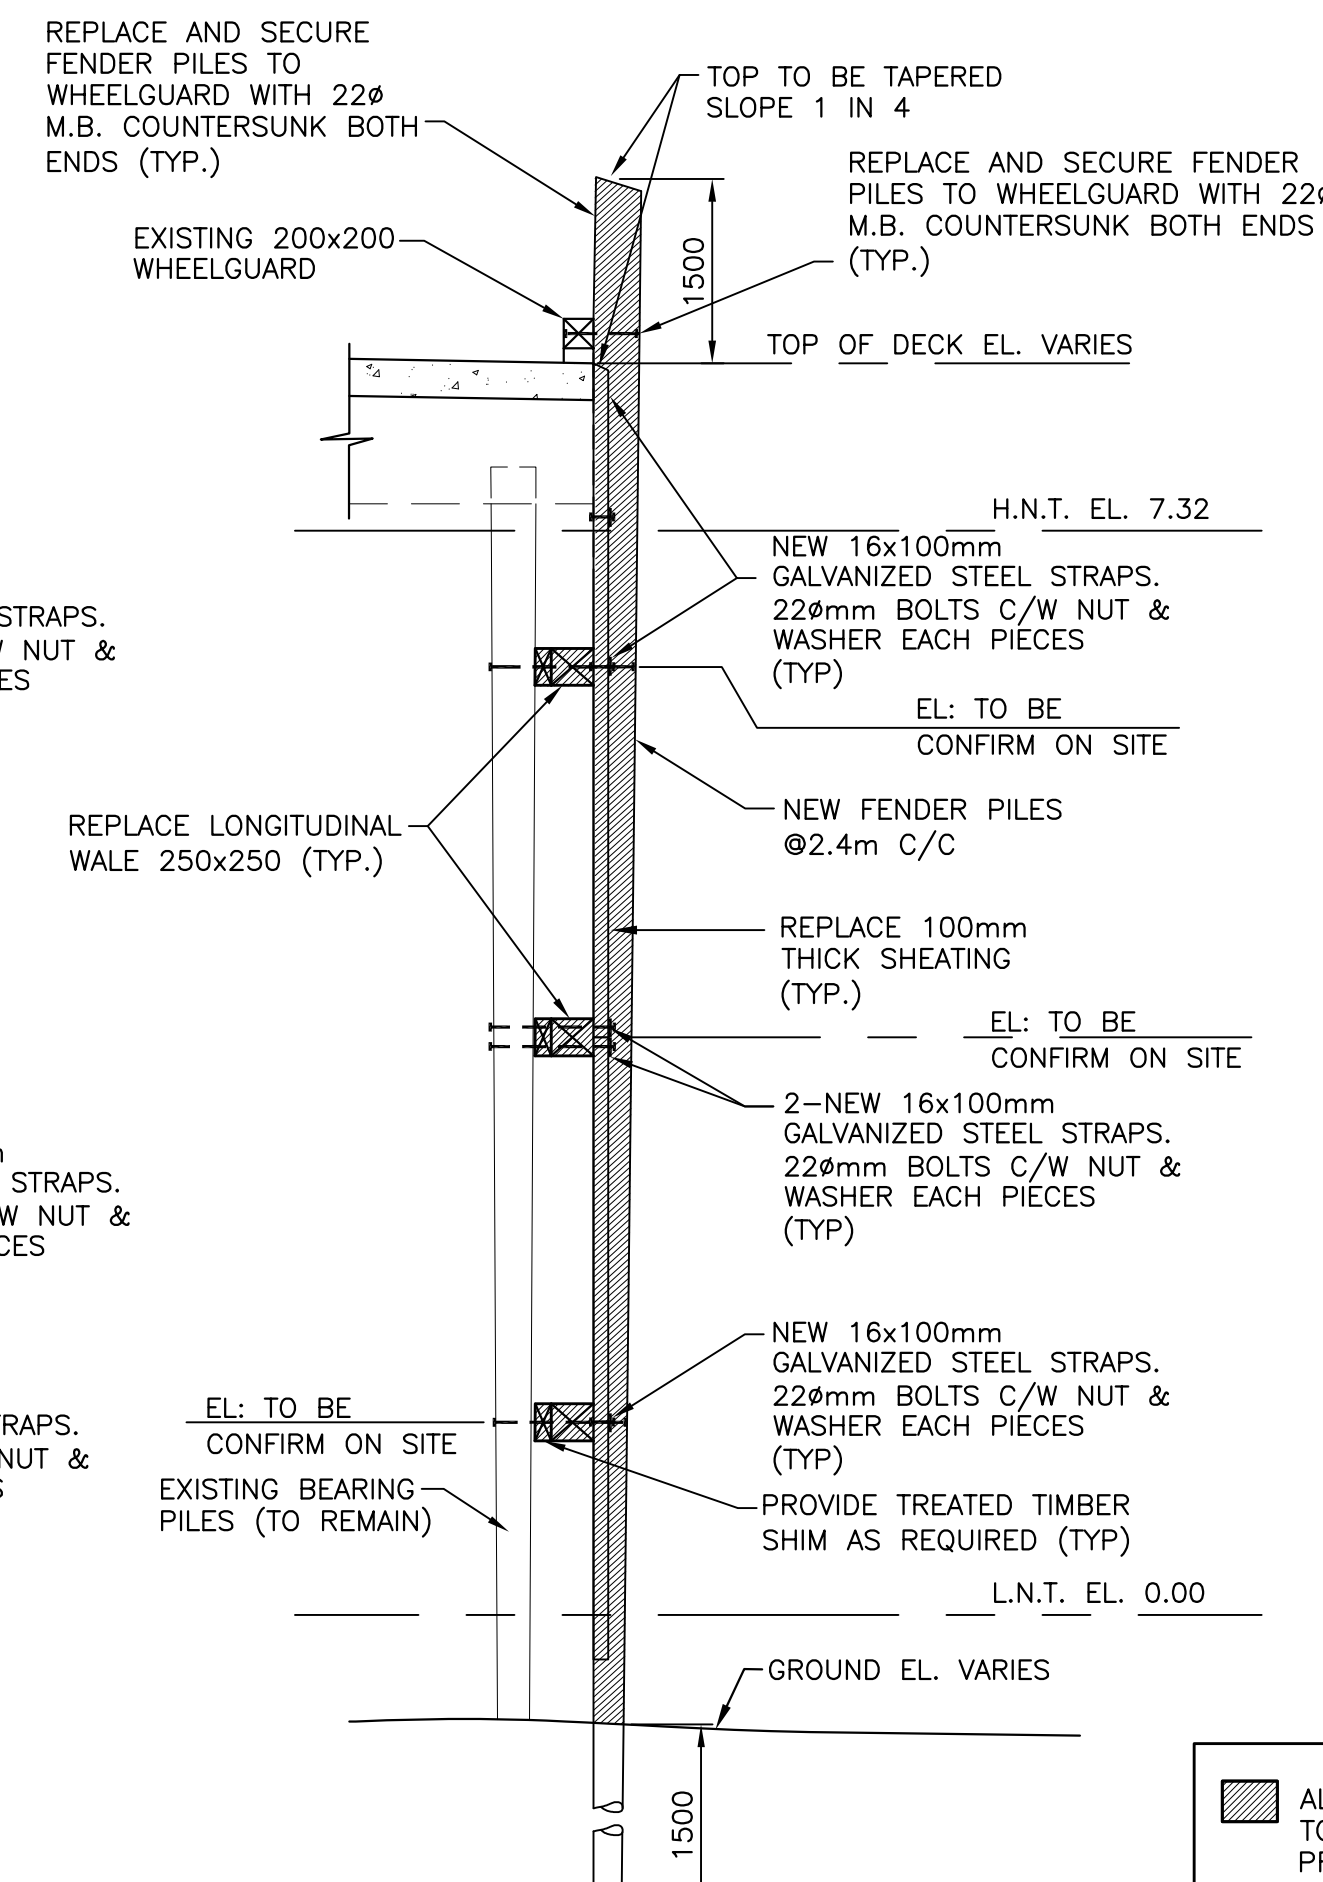 REPLACE AND SECURE
FENDER PILES TO
WHEELGUARD WITH 22ø
M.B. COUNTERSUNK BOTH
ENDS (TYP.)
TOP TO BE TAPERED
SLOPE 1 IN 4
REPLACE AND SECURE FENDER
PILES TO WHEELGUARD WITH 22ø
M.B. COUNTERSUNK BOTH ENDS
(TYP.)
EXISTING 200x200
WHEELGUARD
1500
TOP OF DECK EL. VARIES
H.N.T. EL. 7.32
NEW 16x100mm
GALVANIZED STEEL STRAPS.
22ømm BOLTS C/W NUT &
WASHER EACH PIECES
(TYP)
STRAPS.
NUT &
EL: TO BE
CONFIRM ON SITE
NEW FENDER PILES
@2.4m C/C
REPLACE LONGITUDINAL
WALE 250x250 (TYP.)
REPLACE 100mm
THICK SHEATING
(TYP.)
EL: TO BE
CONFIRM ON SITE
2-NEW 16x100mm
GALVANIZED STEEL STRAPS.
22ømm BOLTS C/W NUT &
WASHER EACH PIECES
(TYP)
STRAPS.
NUT &
NEW 16x100mm
GALVANIZED STEEL STRAPS.
22ømm BOLTS C/W NUT &
WASHER EACH PIECES
(TYP)
EL: TO BE
CONFIRM ON SITE
NUT &
EXISTING BEARING
PILES (TO REMAIN)
PROVIDE TREATED TIMBER
SHIM AS REQUIRED (TYP)
L.N.T. EL. 0.00
GROUND EL. VARIES
1500